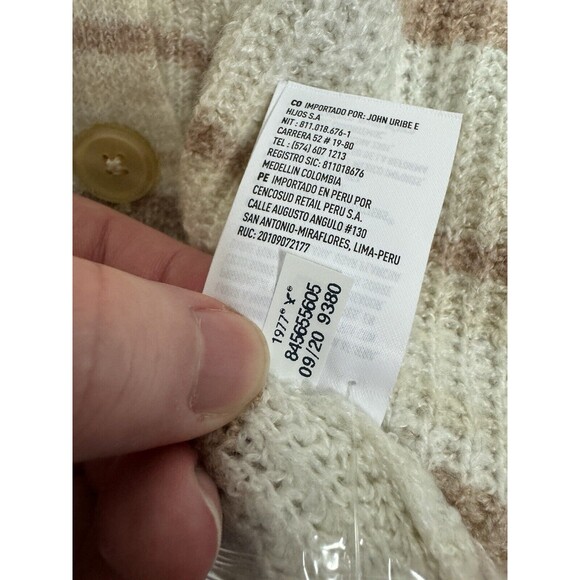 CO IMPORTADO POR: JOHN URIBE E
HIJOS S.A
NIT : 811.018.676-1
CARRERA 52 # 19-80
TEL : (574) 607 1213
REGISTRO SIC: 811018676
MEDELLIN COLOMBIA
PE IMPORTADO EN PERU POR
CENCOSUD RETAIL PERU S.A.
CALLE AUGUSTO ANGULO #130
SAN ANTONIO-MIRAFLORES, LIMA-PERU
RUC: 20109072177
1977®
845655605
09/20 9380